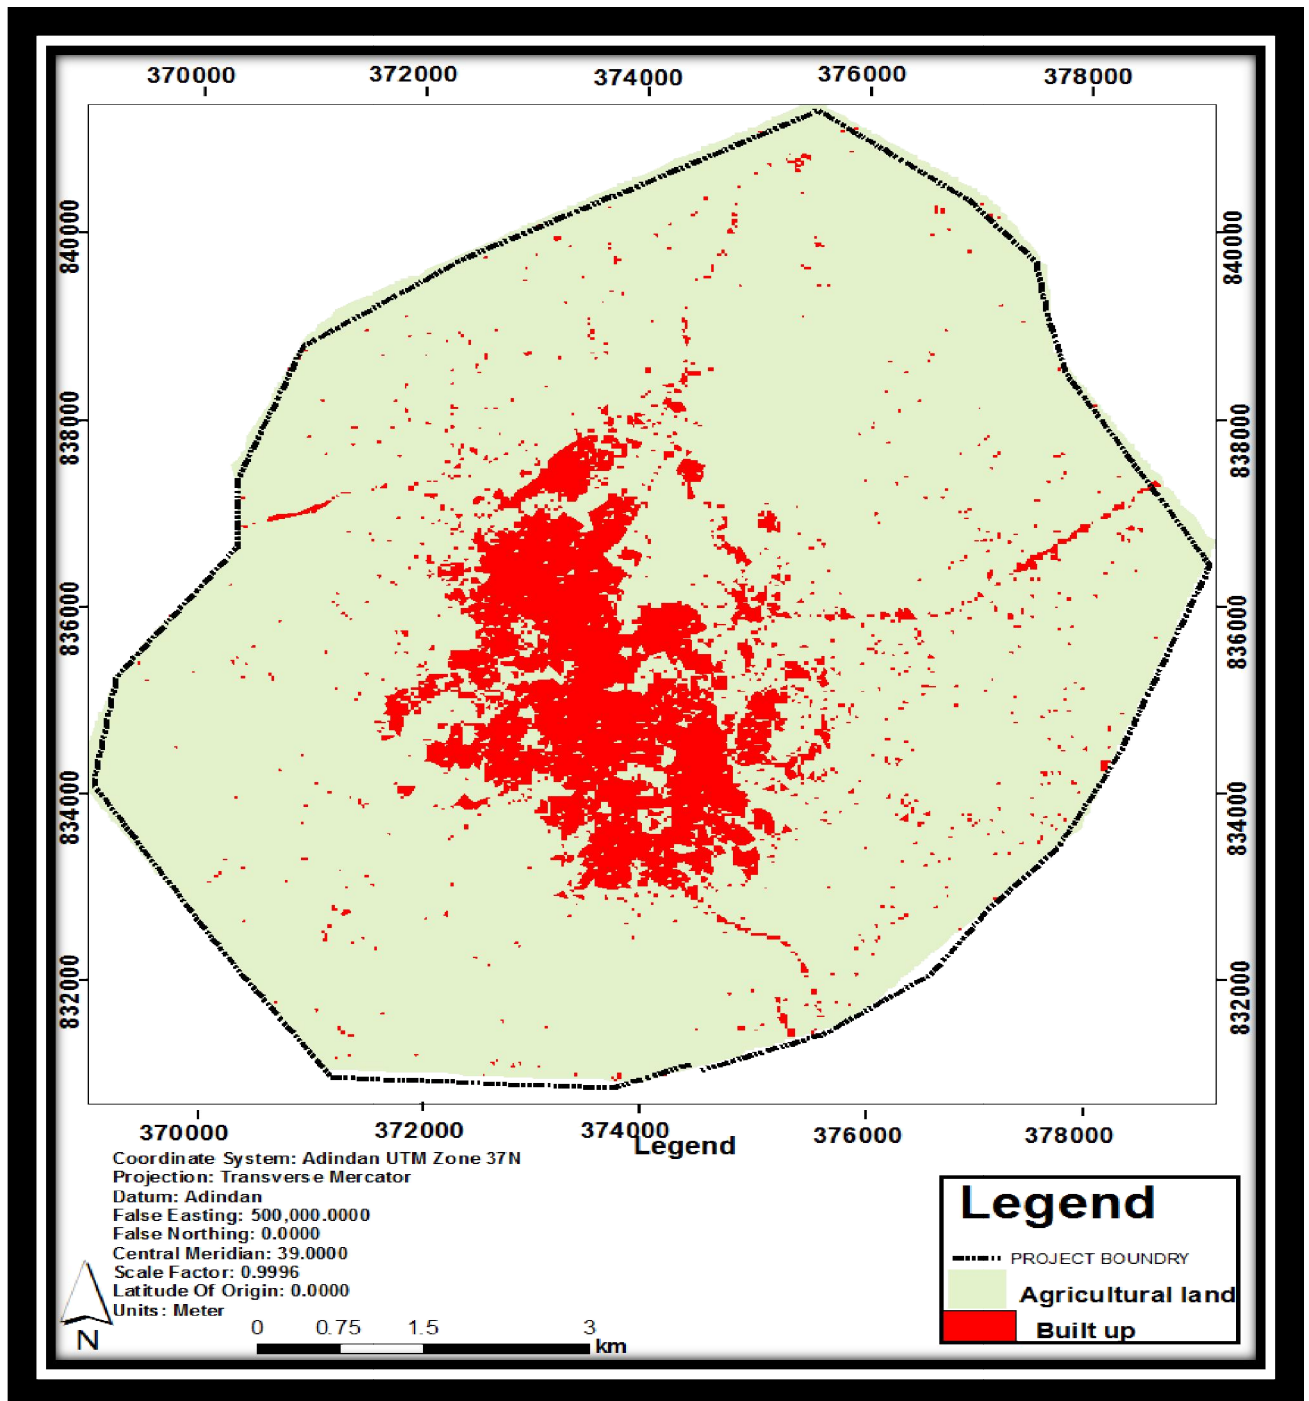 370000 372000 374000 376000 378000
840000 840000
838000 838000
836000 836000
834000 834000
832000 832000
370000 372000 374000 376000 378000
Legend
Coordinate System: Adindan UTM Zone 37N
Projection: Transverse Mercator
Datum: Adindan
False Easting: 500,000.0000
False Northing: 0.0000
Central Meridian: 39.0000
Scale Factor: 0.9996
Latitude Of Origin: 0.0000
Units: Meter
N
0 0.75 1.5 3
km
Legend
PROJECT BOUNDRY
Agricultural land
Built up